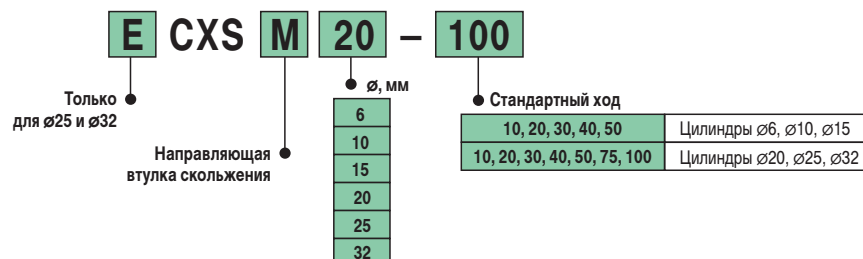 E CXS M 20 – 100
Только
для ø25 и ø32
Направляющая
втулка скольжения
ø, мм
6
10
15
20
25
32
Стандартный ход
10, 20, 30, 40, 50 Цилиндры ø6, ø10, ø15
10, 20, 30, 40, 50, 75, 100 Цилиндры ø20, ø25, ø32